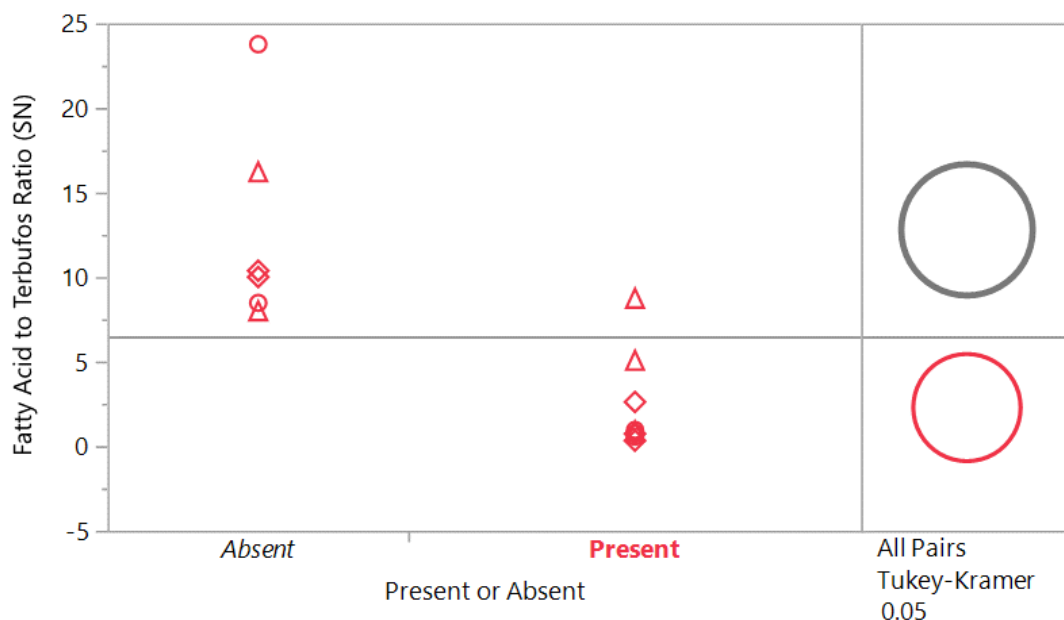 Fatty Acid to Terbufos Ratio (SN)
25
20
15
10
5
0
-5
Absent
Present
Present or Absent
All Pairs
Tukey-Kramer
0.05